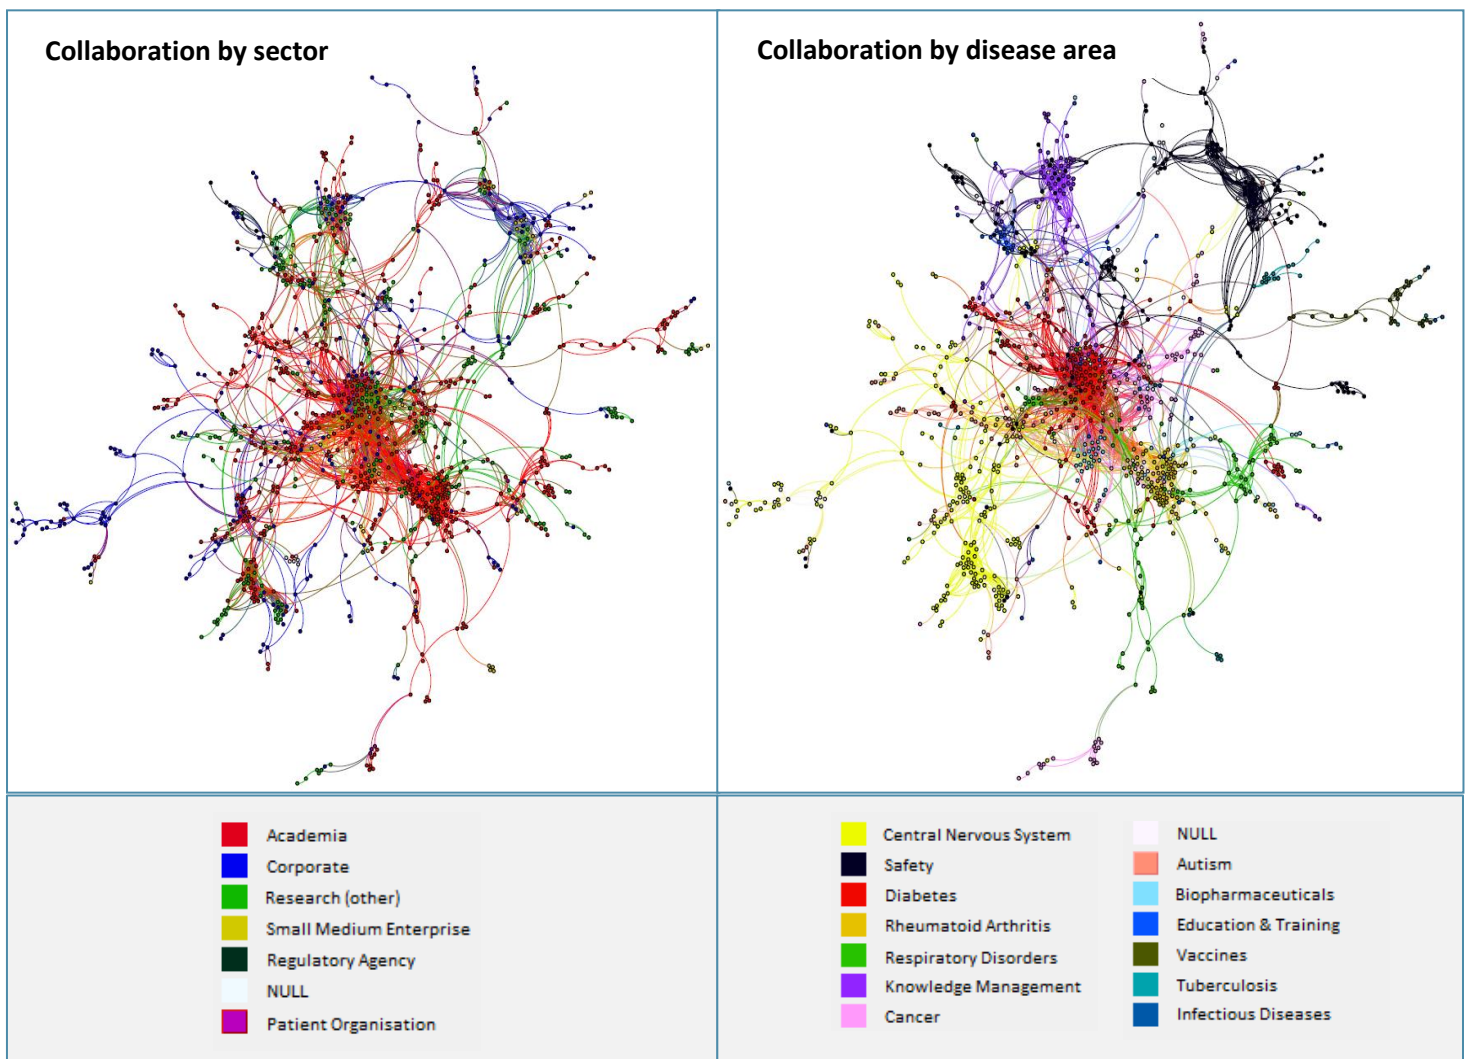 Collaboration by sector
Collaboration by disease area
Academia
Corporate
Research (other)
Small Medium Enterprise
Regulatory Agency
NULL
Patient Organisation
Central Nervous System
Safety
Diabetes
Rheumatoid Arthritis
Respiratory Disorders
Knowledge Management
Cancer
NULL
Autism
Biopharmaceuticals
Education & Training
Vaccines
Tuberculosis
Infectious Diseases